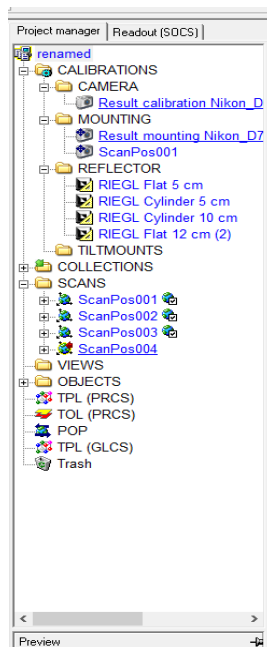 Project manager Readout (SOCS)
renamed
CALIBRATIONS
CAMERA
Result calibration Nikon_D
MOUNTING
Result mounting Nikon_D7
ScanPos001
REFLECTOR
RIEGL Flat 5 cm
RIEGL Cylinder 5 cm
RIEGL Cylinder 10 cm
RIEGL Flat 12 cm (2)
TILTMOUNTS
COLLECTIONS
SCANS
ScanPos001
ScanPos002
ScanPos003
ScanPos004
VIEWS
OBJECTS
TPL (PRCS)
TOL (PRCS)
POP
TPL (GLCS)
Trash
Preview